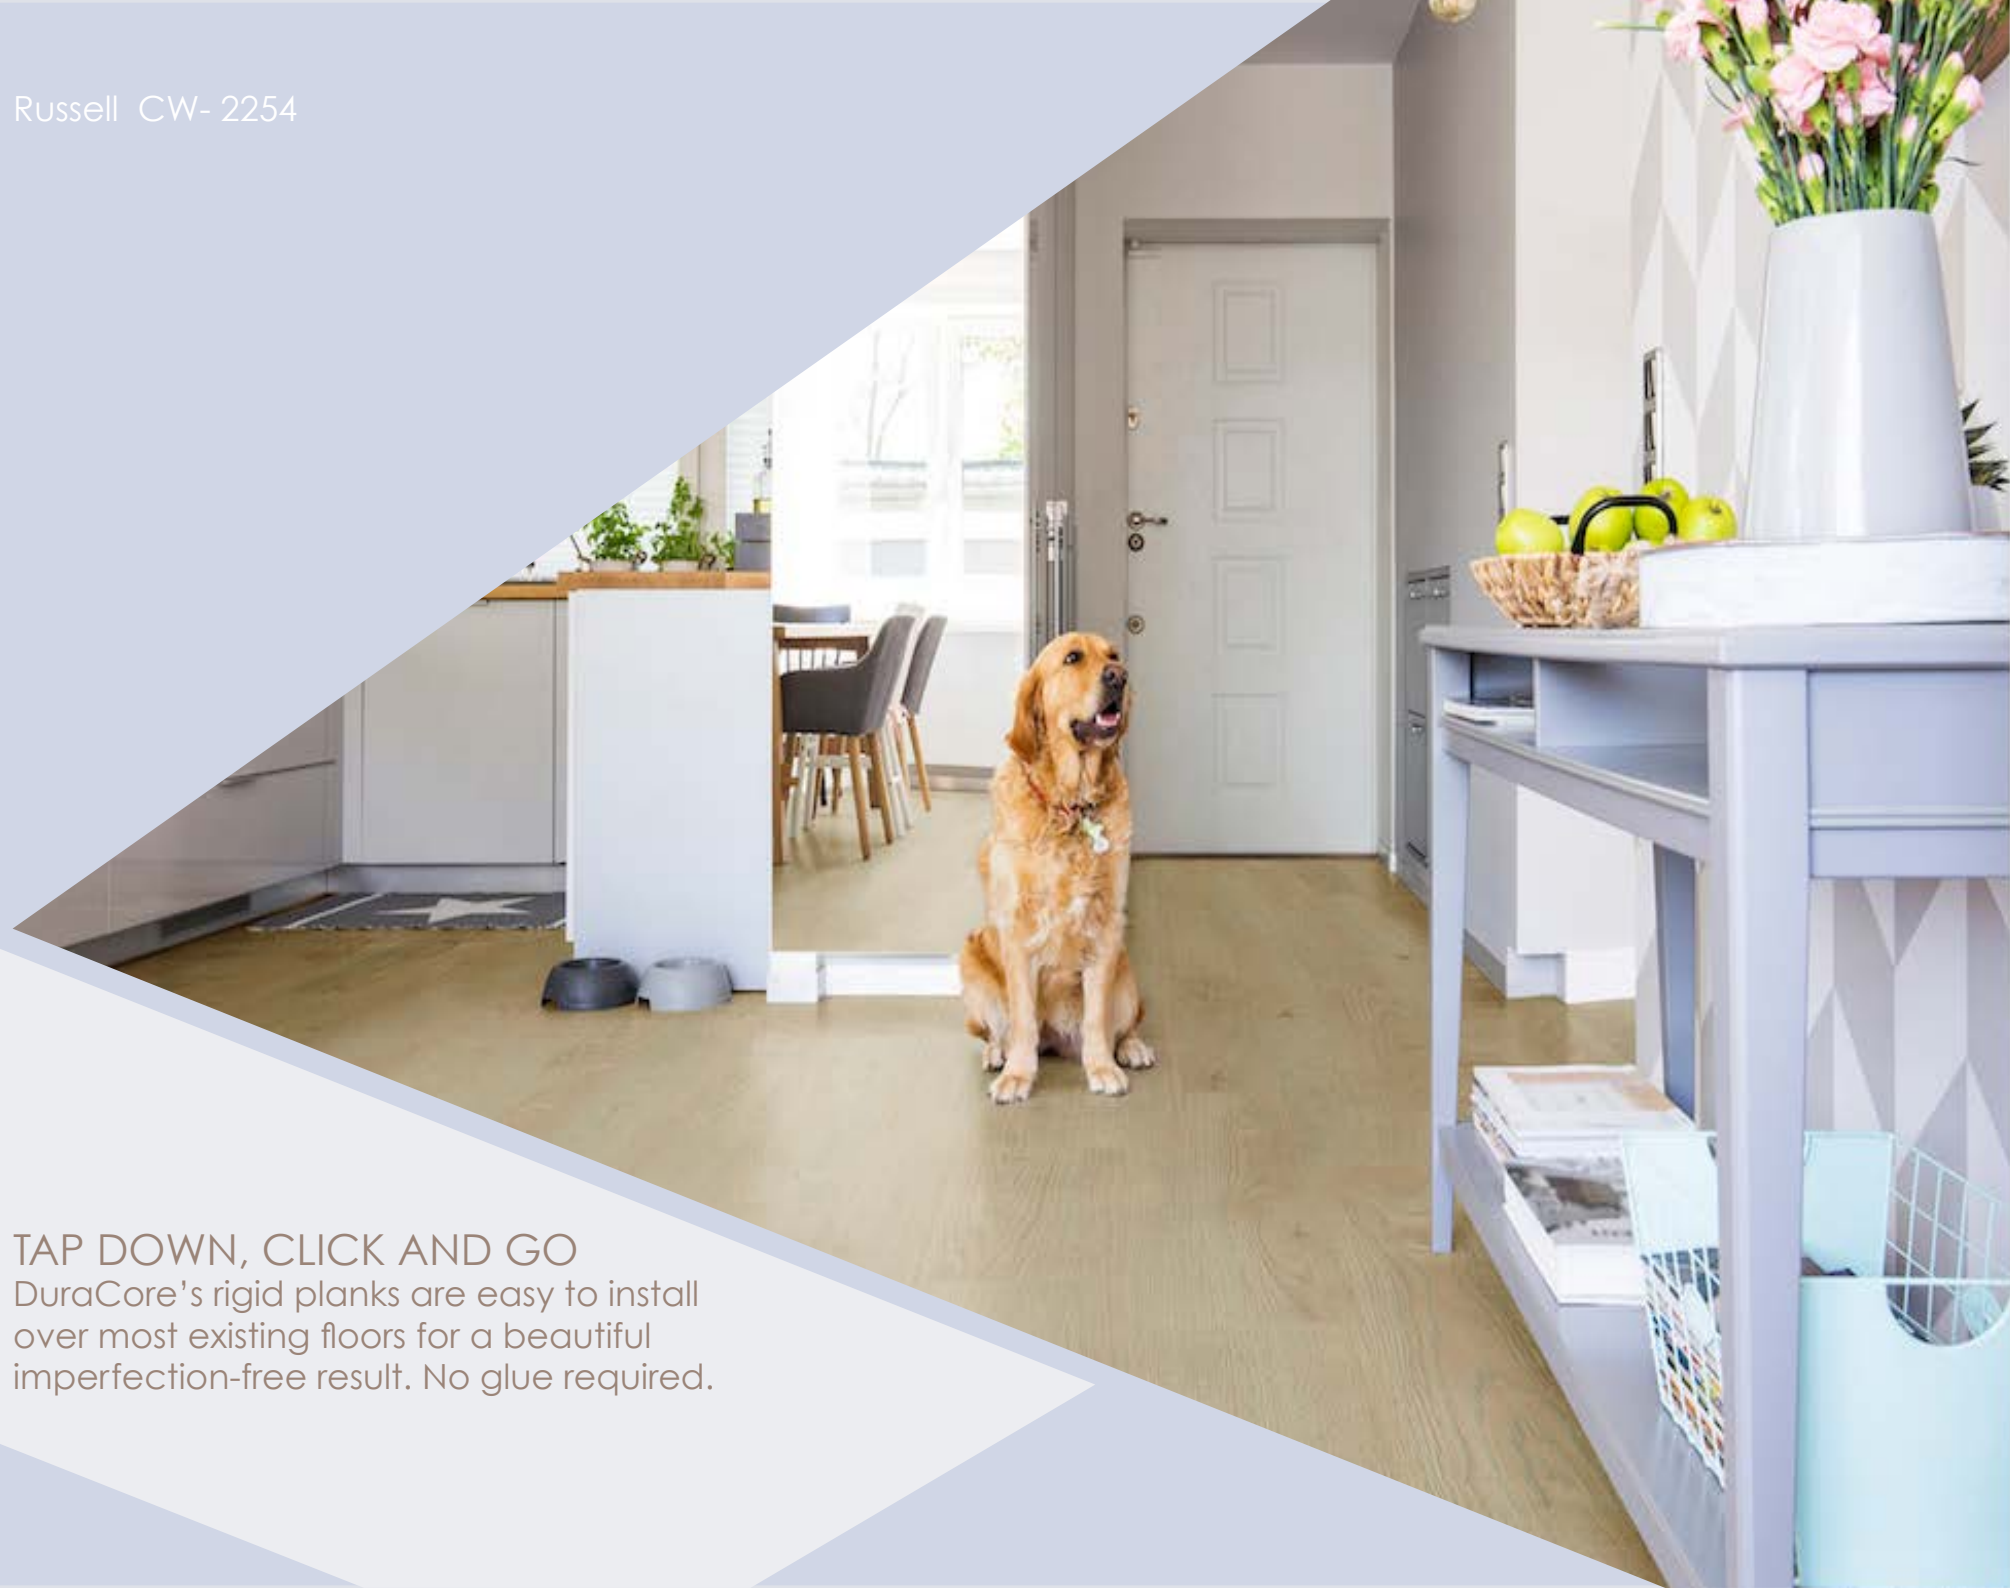 Russell  CW- 2254
TAP DOWN, CLICK AND GO
DuraCore’s rigid planks are easy to install
over most existing floors for a beautiful
imperfection-free result. No glue required.